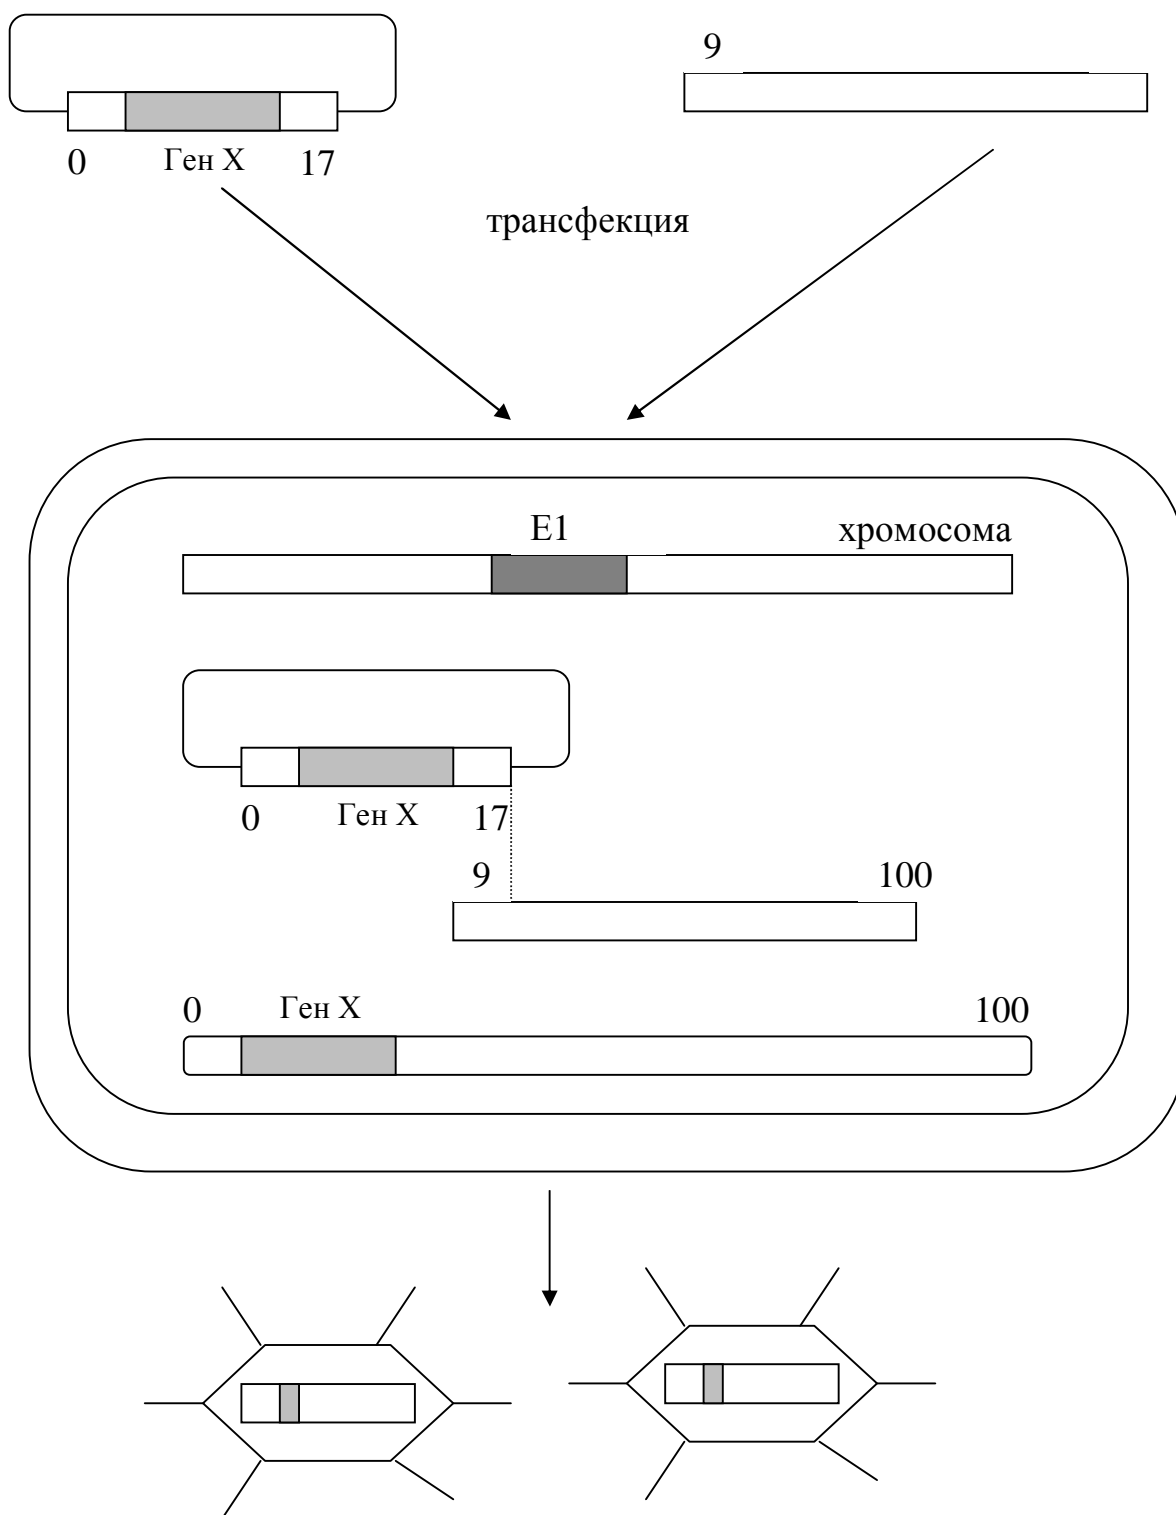 9
0 Ген X 17
трансфекция
E1 хромосома
0 Ген X 17
9 100
0 Ген X 100